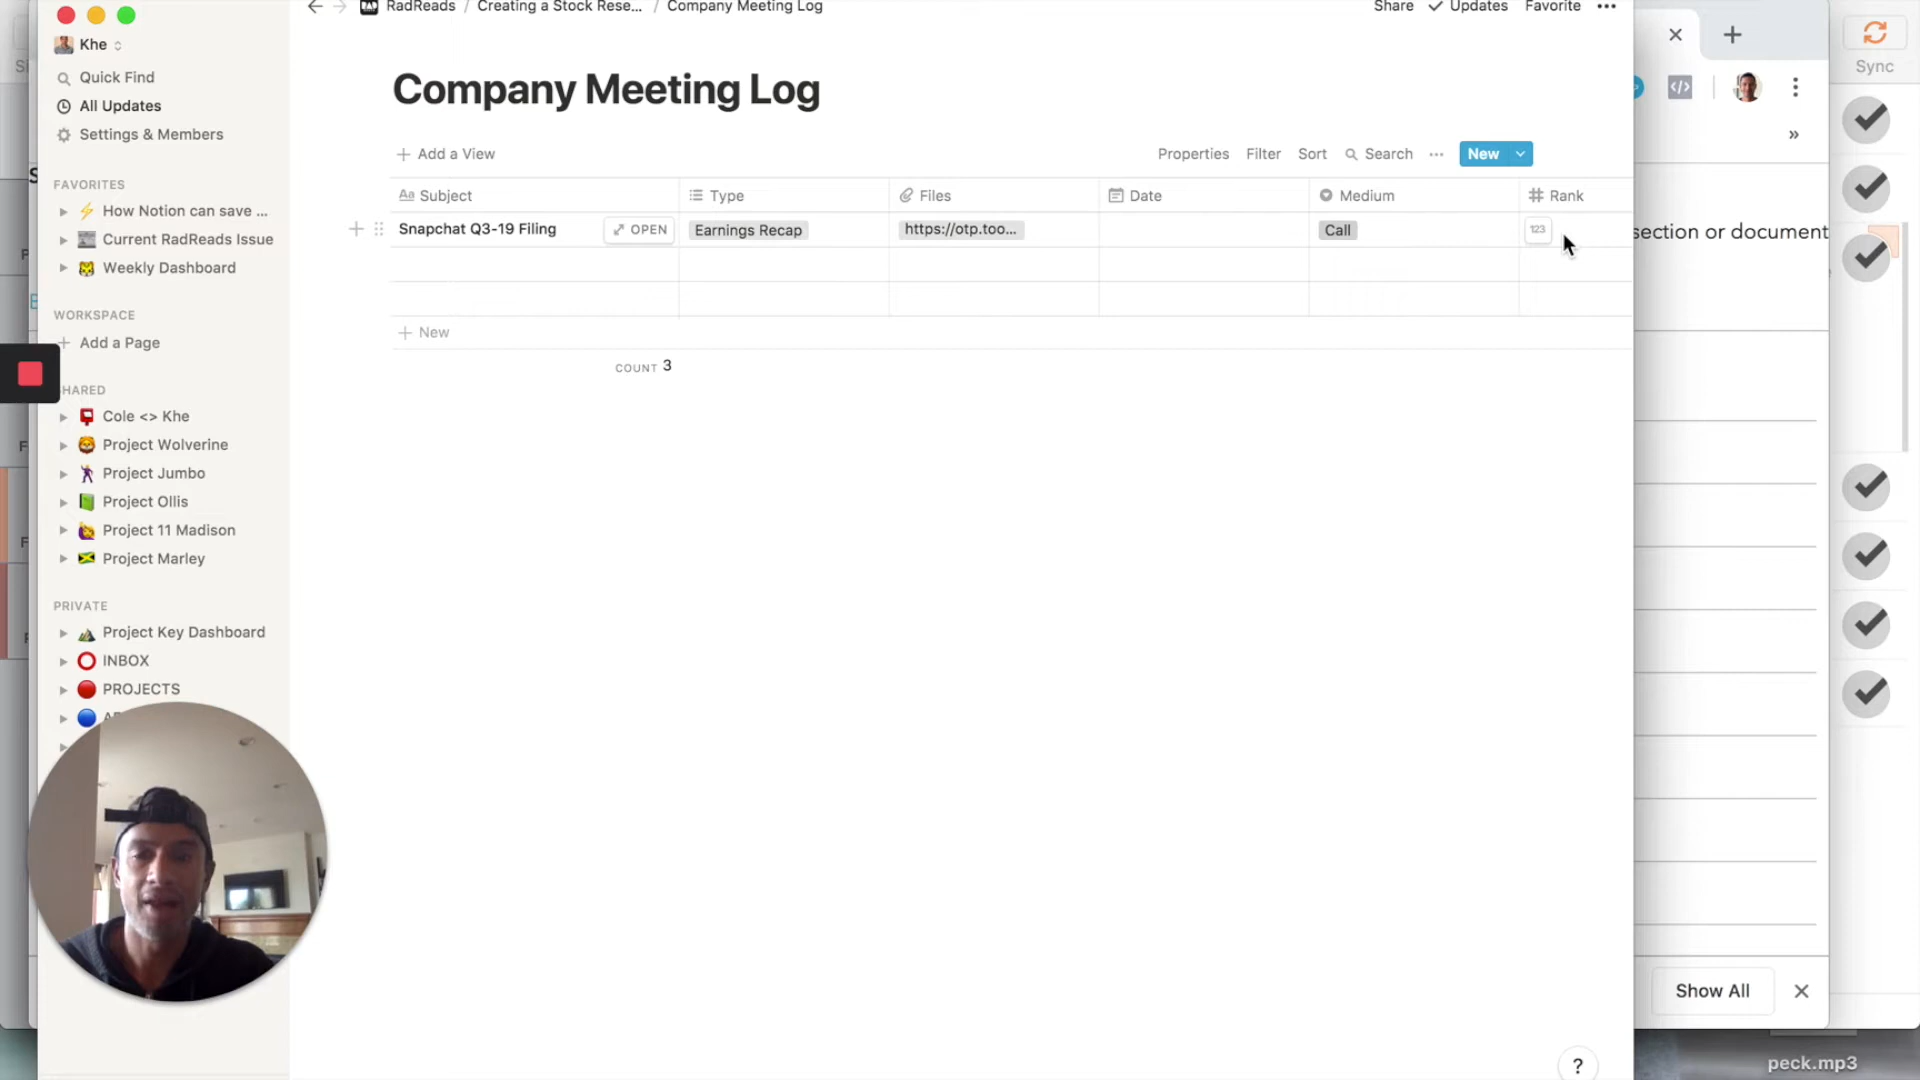 RadReads / Creating a Stock Rese... / Company Meeting Log
Share Updates Favorite
Sync
Khe
Quick Find
All Updates
Settings & Members
FAVORITES
How Notion can save ...
Current RadReads Issue
Weekly Dashboard
WORKSPACE
Add a Page
SHARED
Cole <> Khe
Project Wolverine
Project Jumbo
Project Ollis
Project 11 Madison
Project Marley
PRIVATE
Project Key Dashboard
INBOX
PROJECTS
Company Meeting Log
Add a View
Properties Filter Sort Search ... New
Aa Subject Type Files Date Medium # Rank
Snapchat Q3-19 Filing OPEN Earnings Recap https://otp.too... Call 123
+ New
COUNT 3
section or document
Show All
?
peck.mp3